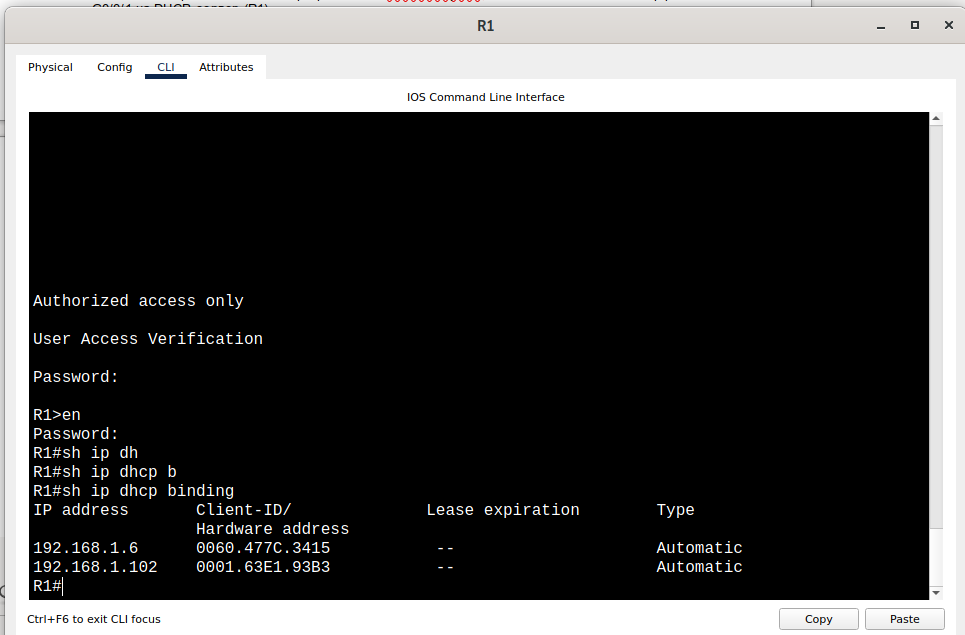 R1
Physical Config CLI Attributes
IOS Command Line Interface
Authorized access only
User Access Verification
Password:
R1>en
Password:
R1#sh ip dh
R1#sh ip dhcp b
R1#sh ip dhcp binding
IP address Client-ID/ Lease expiration Type
Hardware address
192.168.1.6 0060.477C.3415 -- Automatic
192.168.1.102 0001.63E1.93B3 -- Automatic
R1#
Ctrl+F6 to exit CLI focus Copy Paste